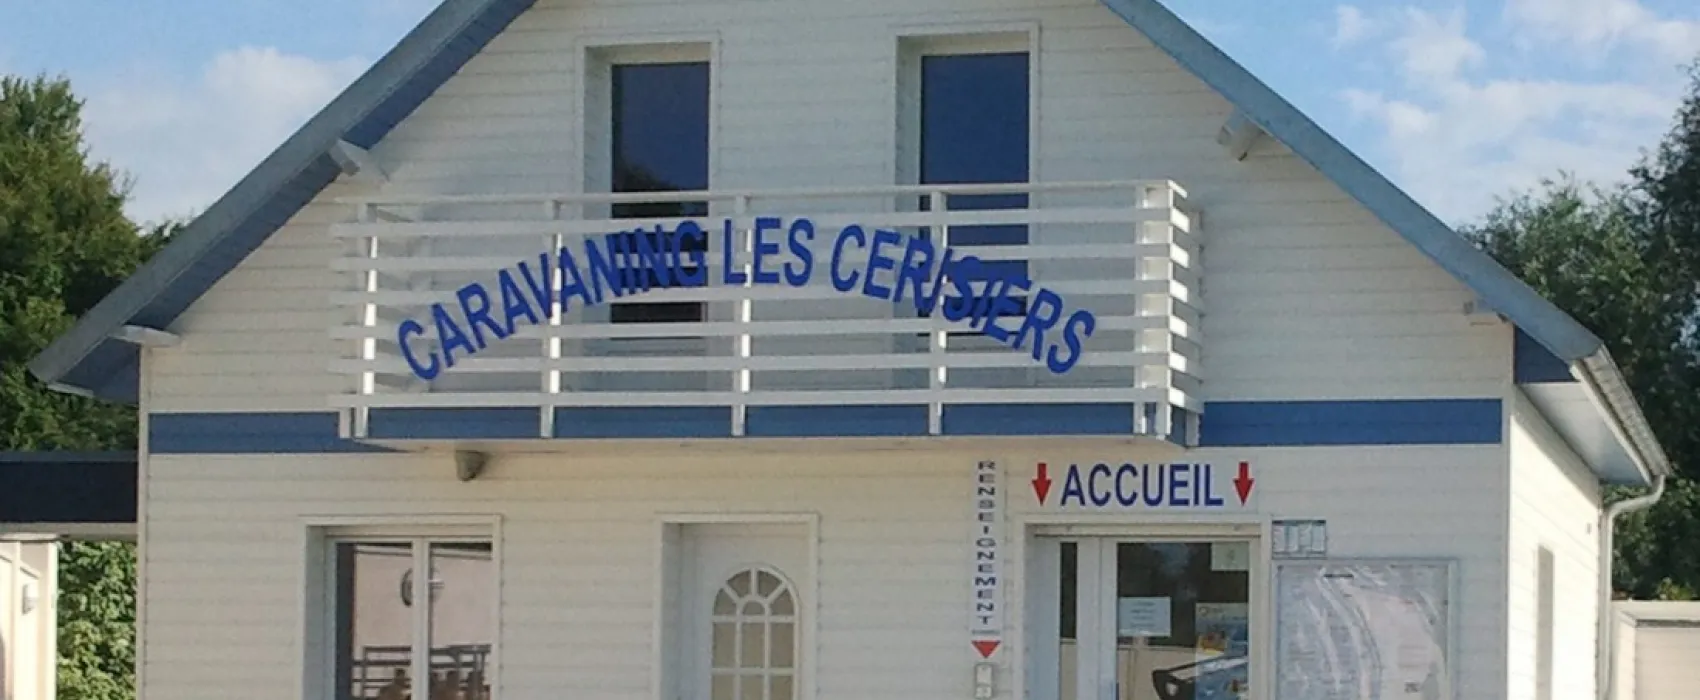 CARAVANING LES CERISIERS
ACCUEIL
RENSEIGNEMENT